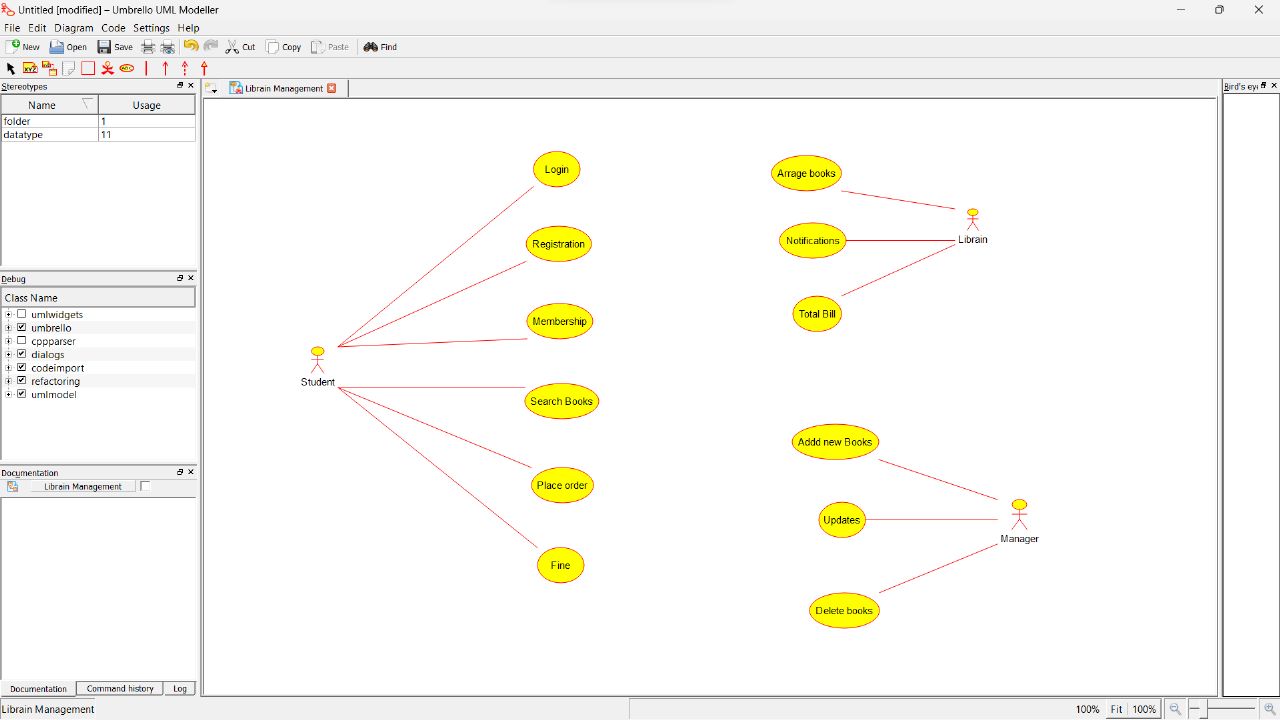 Untitled [modified] – Umbrello UML Modeller
File Edit Diagram Code Settings Help
New Open Save Cut Copy Paste Find
Stereotypes
Name Usage
folder 1
datatype 11
Debug
Class Name
umlwidgets
umbrello
cppparser
dialogs
codeimport
refactoring
umlmodel
Documentation
Librain Management
Documentation Command history Log
Librain Management
Librain Management
Login
Registration
Membership
Student
Search Books
Place order
Fine
Arrage books
Notifications
Librain
Total Bill
Addd new Books
Updates
Manager
Delete books
Bird's eye
100% Fit 100%